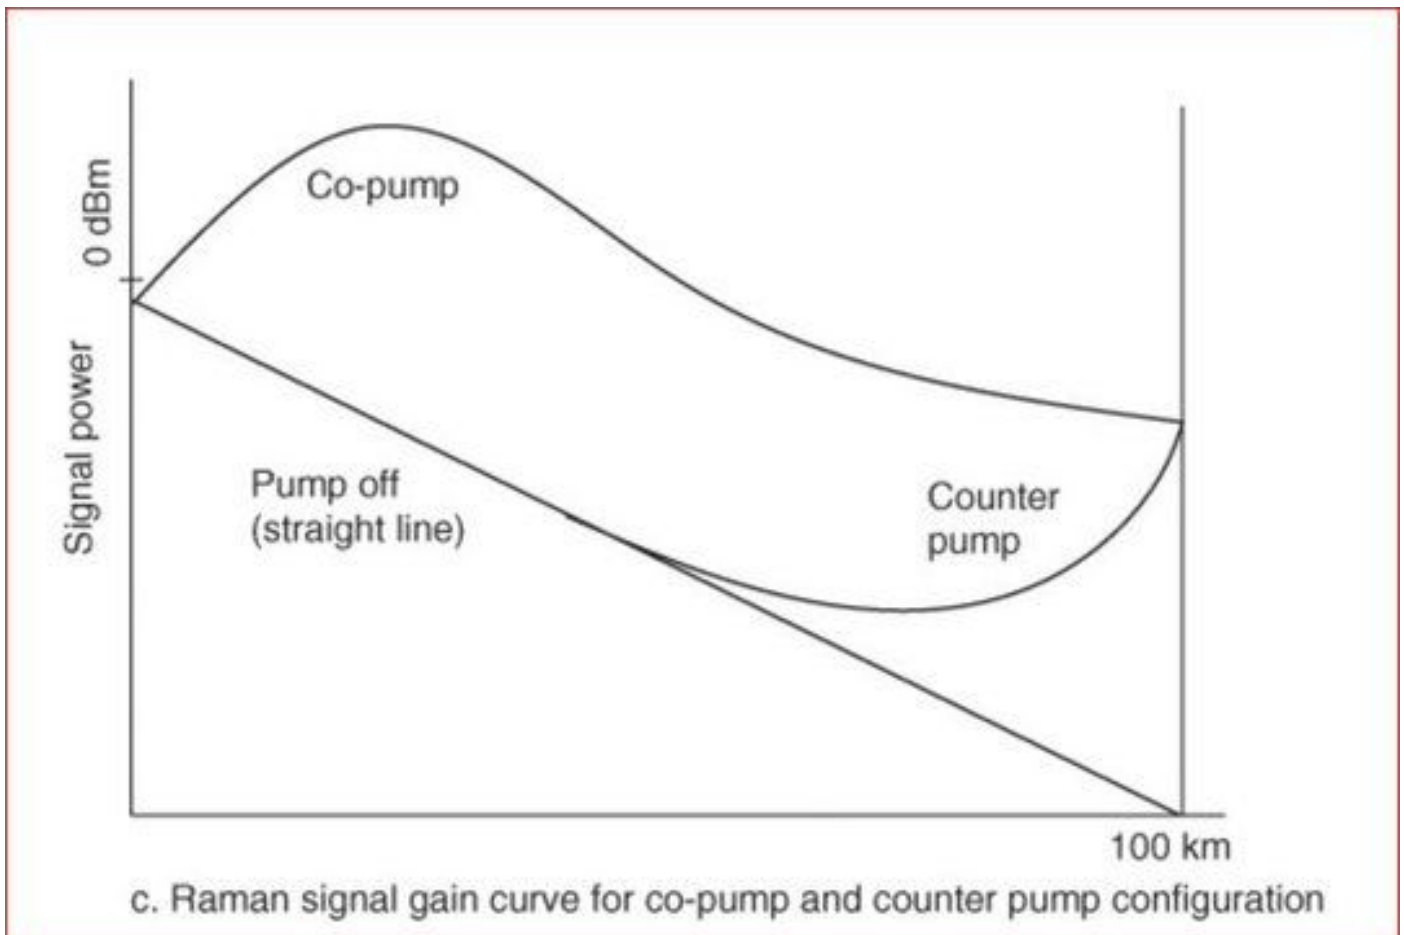 0 dBm
Co-pump
Signal power
Pump off
(straight line)
Counter
pump
100 km
c. Raman signal gain curve for co-pump and counter pump configuration